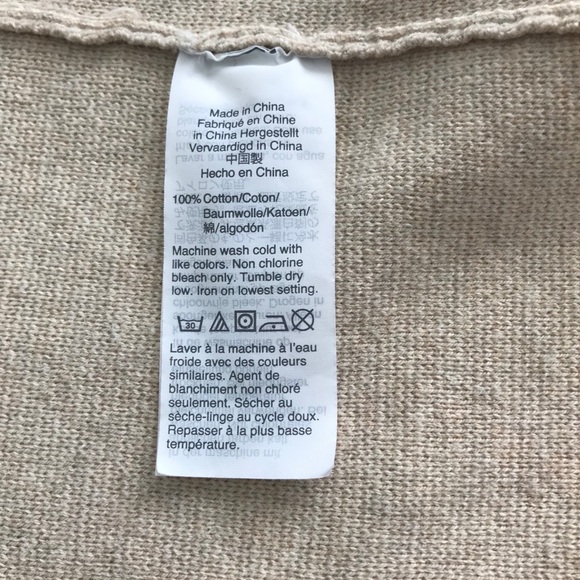 Made in China
Fabriqué en Chine
in China Hergestellt
Vervaardigd in China
中国製
Hecho en China
100% Cotton/Coton/
Baumwolle/Katoen/
綿/algodón
Machine wash cold with
like colors. Non chlorine
bleach only. Tumble dry
low. Iron on lowest setting.
30
Laver à la machine à l'eau
froide avec des couleurs
similaires. Agent de
blanchiment non chloré
seulement. Sécher au
sèche-linge au cycle doux.
Repasser à la plus basse
température.